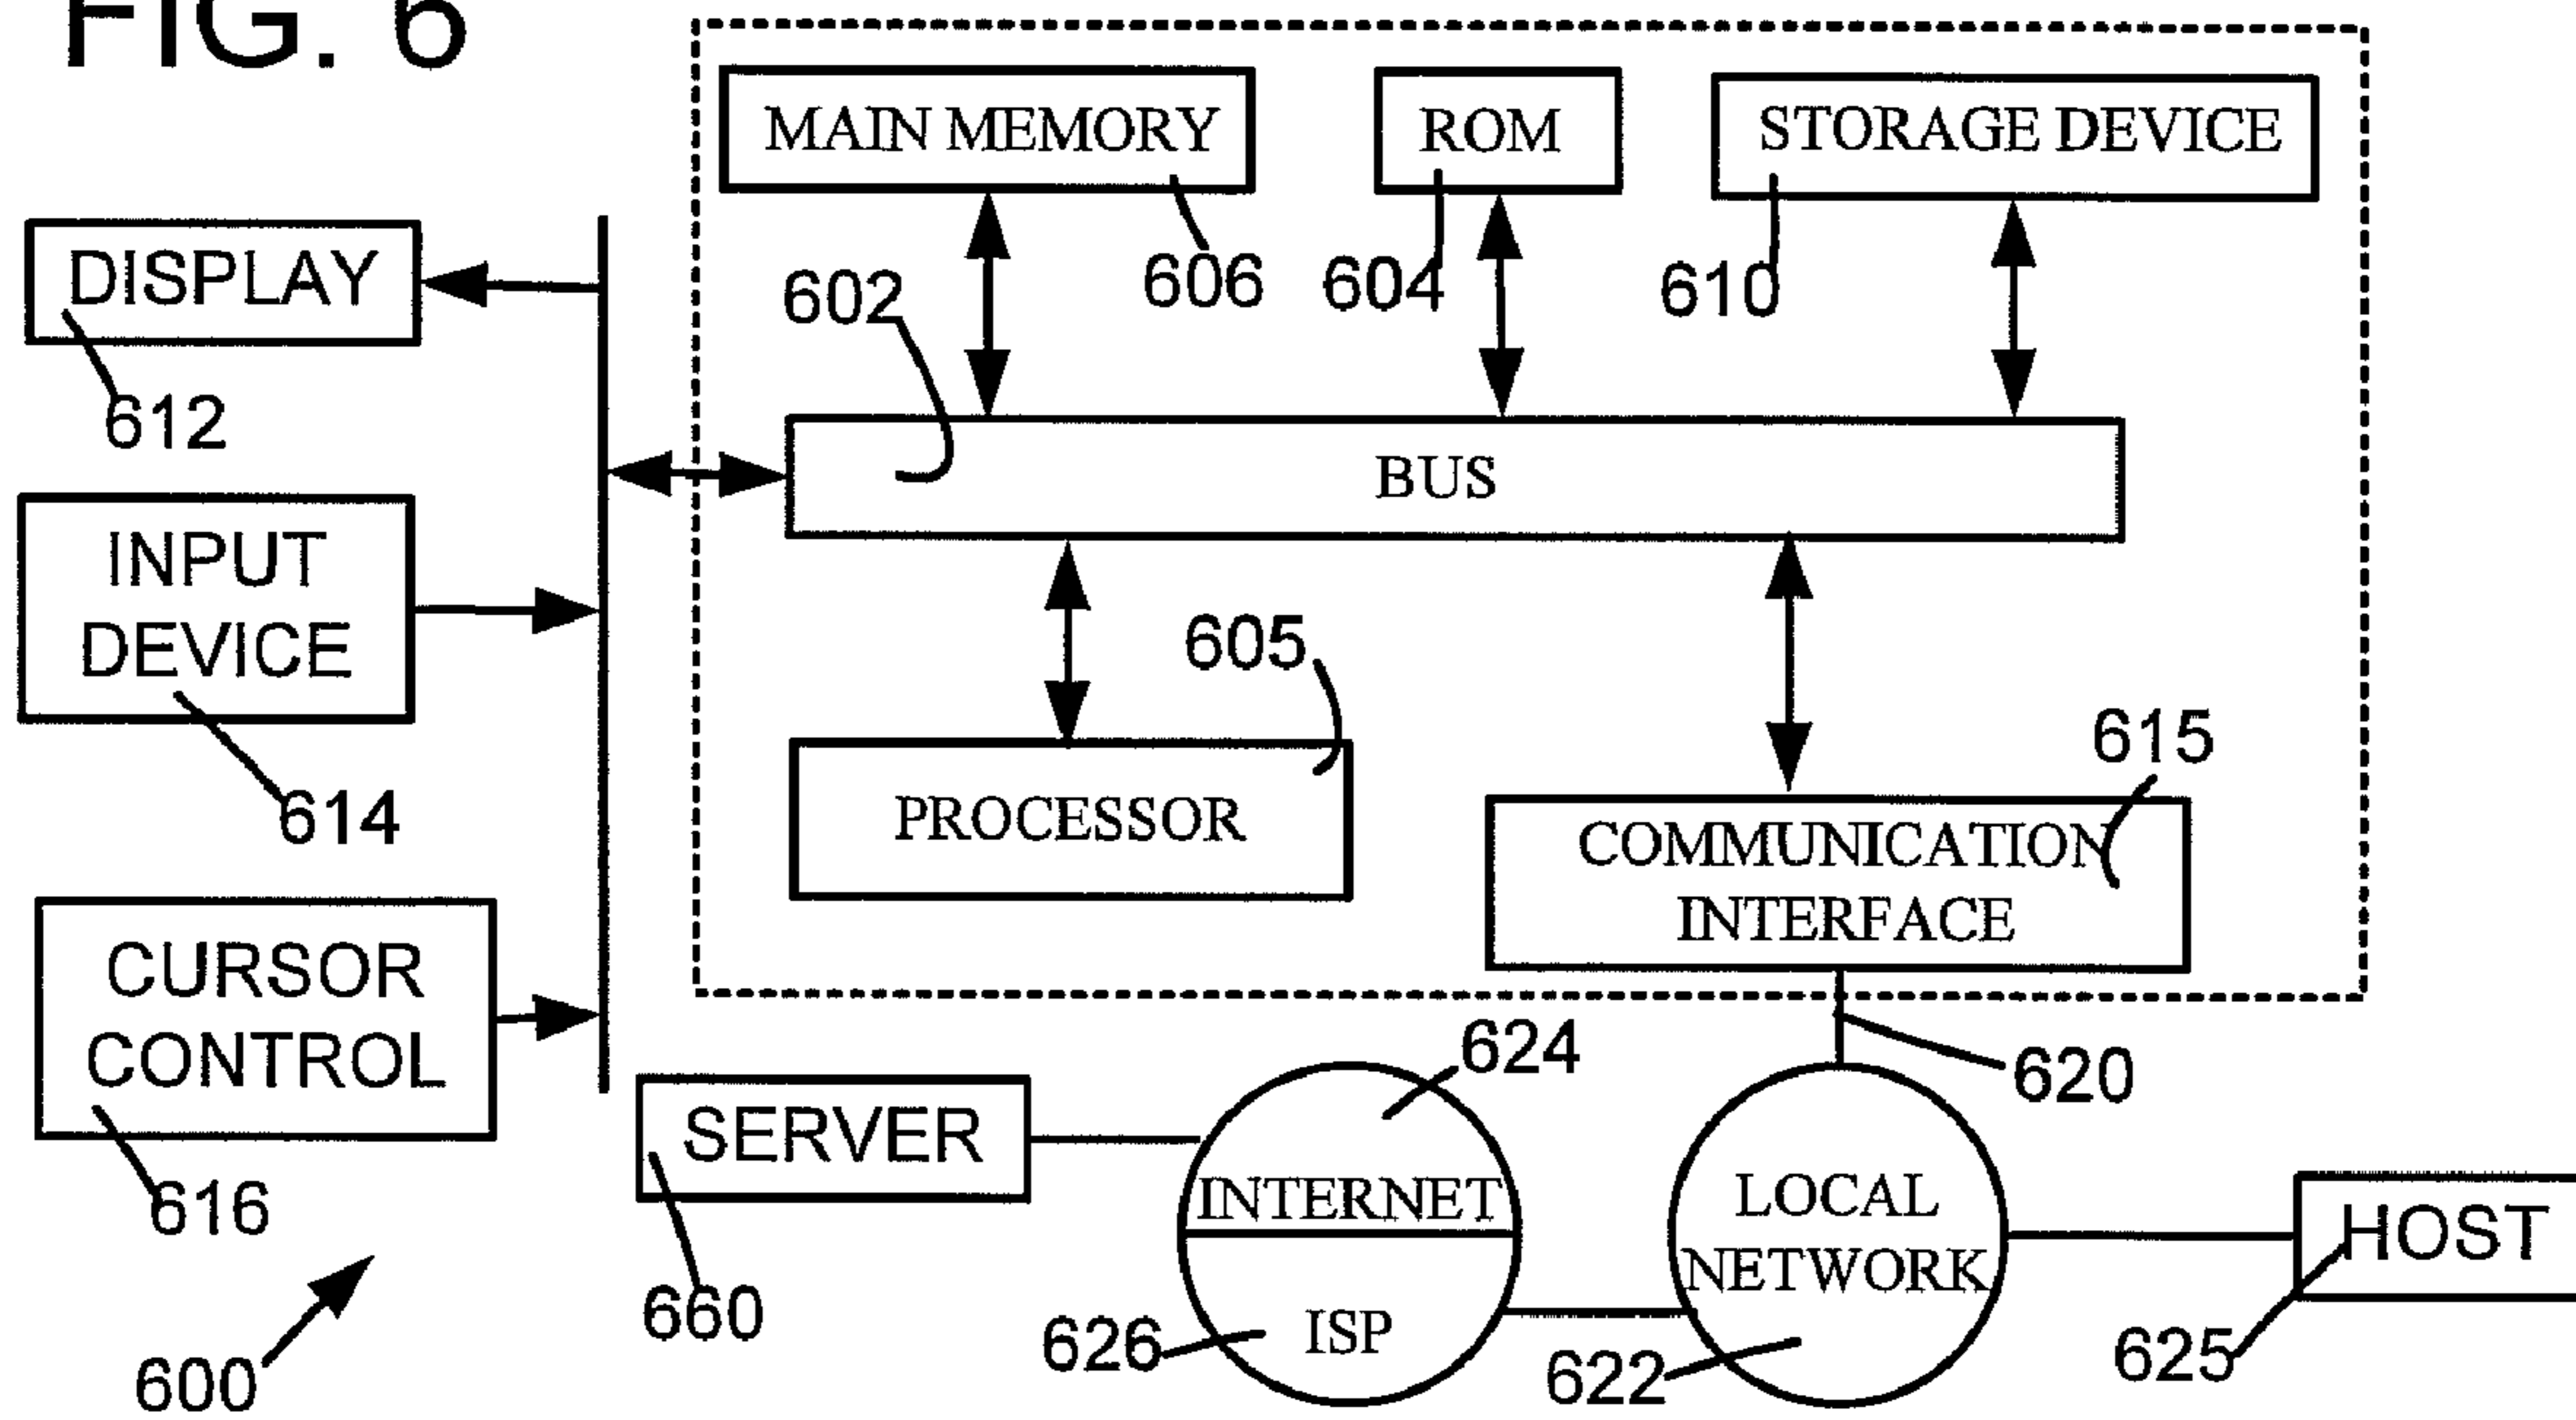 FIG. 6
MAIN MEMORY
ROM
STORAGE DEVICE
606
604
610
602
DISPLAY
612
BUS
INPUT
DEVICE
614
605
PROCESSOR
615
COMMUNICATION
INTERFACE
CURSOR
CONTROL
616
620
624
SERVER
660
INTERNET
ISP
626
LOCAL
NETWORK
622
HOST
625
600